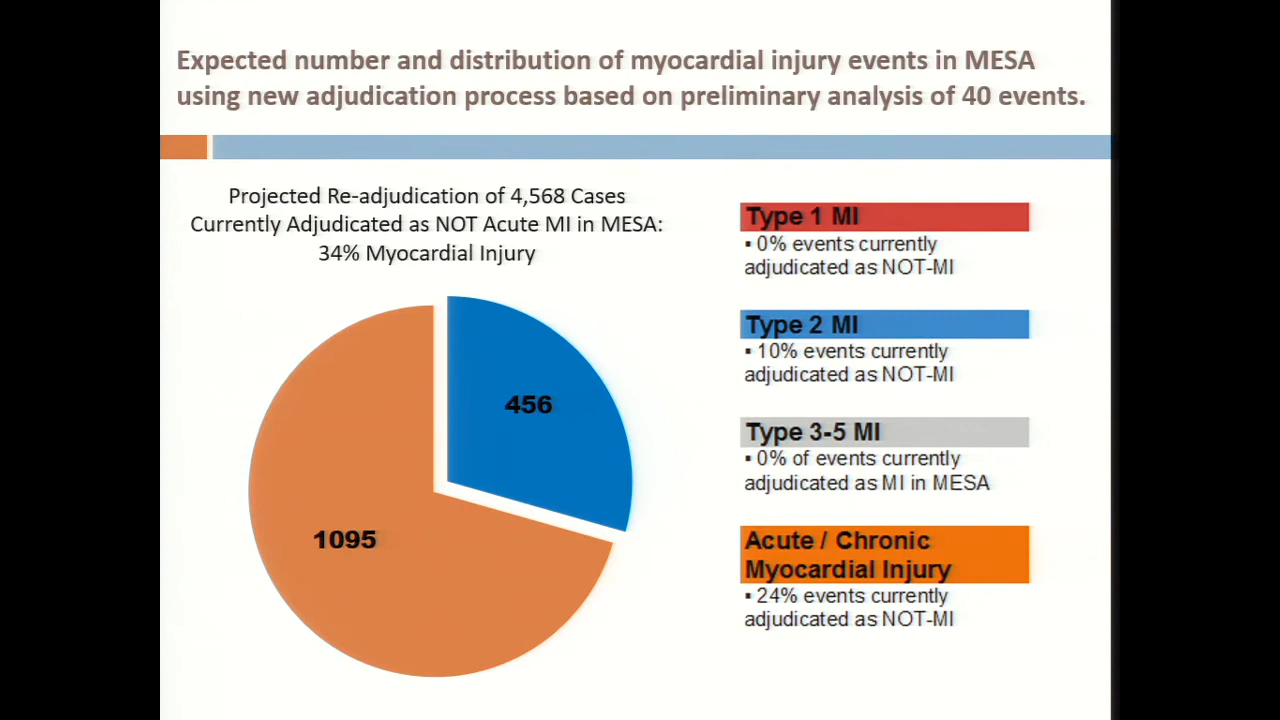 Expected number and distribution of myocardial injury events in MESA
using new adjudication process based on preliminary analysis of 40 events.
Projected Re-adjudication of 4,568 Cases
Currently Adjudicated as NOT Acute MI in MESA:
34% Myocardial Injury
456
1095
Type 1 MI
▪ 0% events currently
adjudicated as NOT-MI
Type 2 MI
▪ 10% events currently
adjudicated as NOT-MI
Type 3-5 MI
▪ 0% of events currently
adjudicated as MI in MESA
Acute / Chronic
Myocardial Injury
▪ 24% events currently
adjudicated as NOT-MI